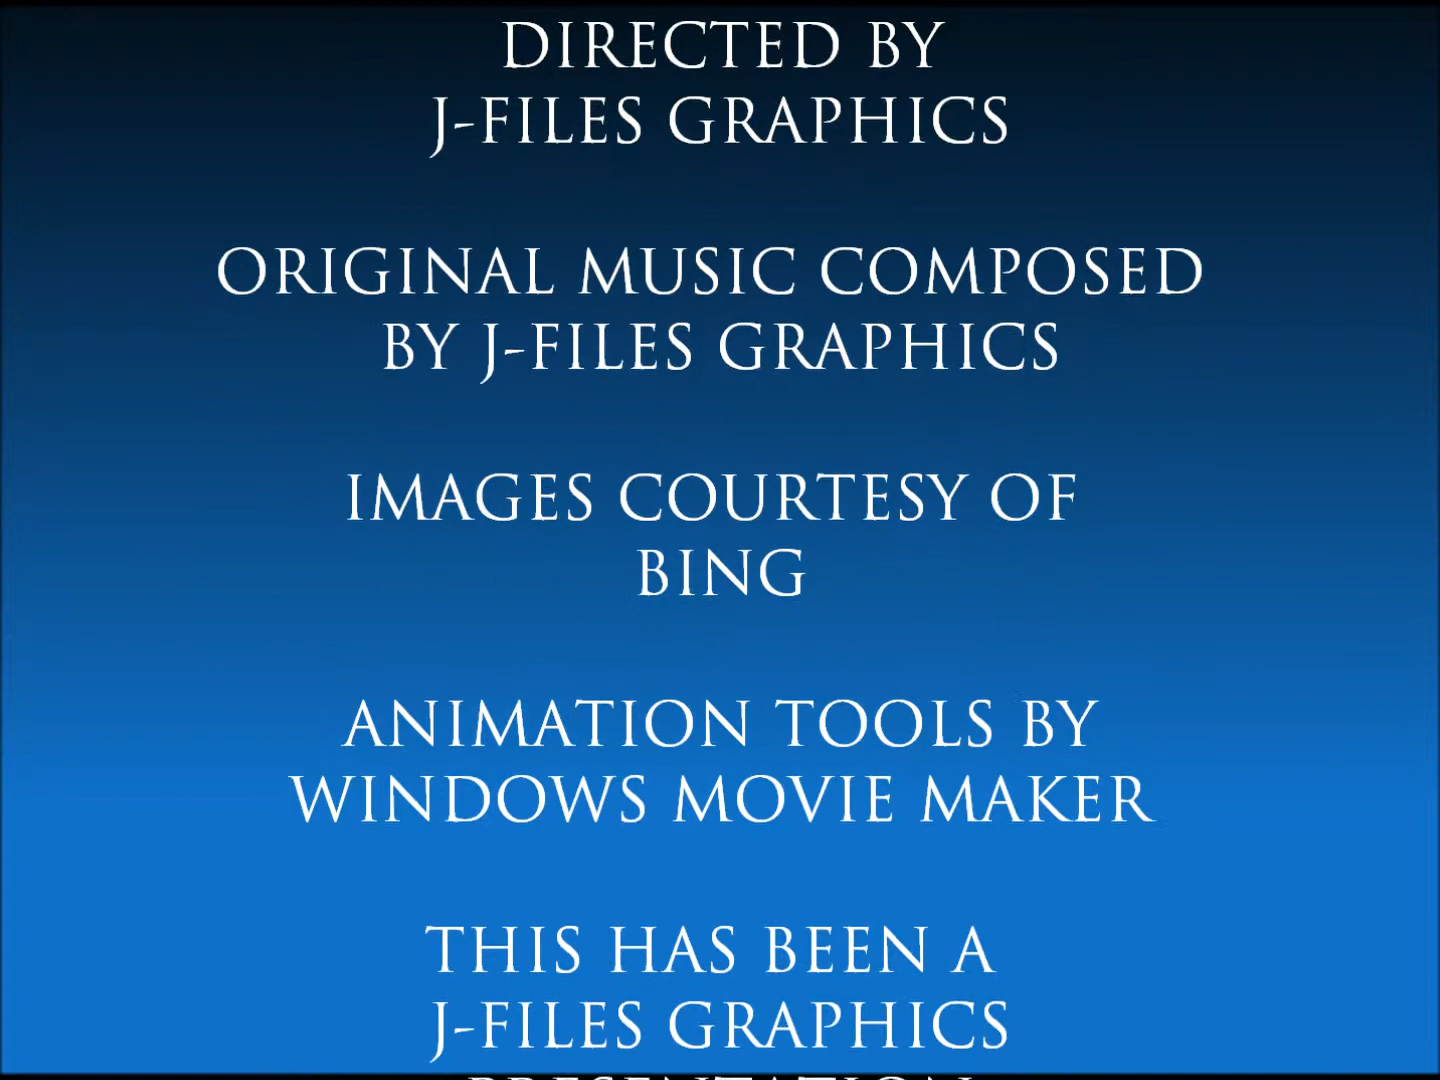 DIRECTED BY
J-FILES GRAPHICS
ORIGINAL MUSIC COMPOSED
BY J-FILES GRAPHICS
IMAGES COURTESY OF
BING
ANIMATION TOOLS BY
WINDOWS MOVIE MAKER
THIS HAS BEEN A
J-FILES GRAPHICS
PRESENTATION